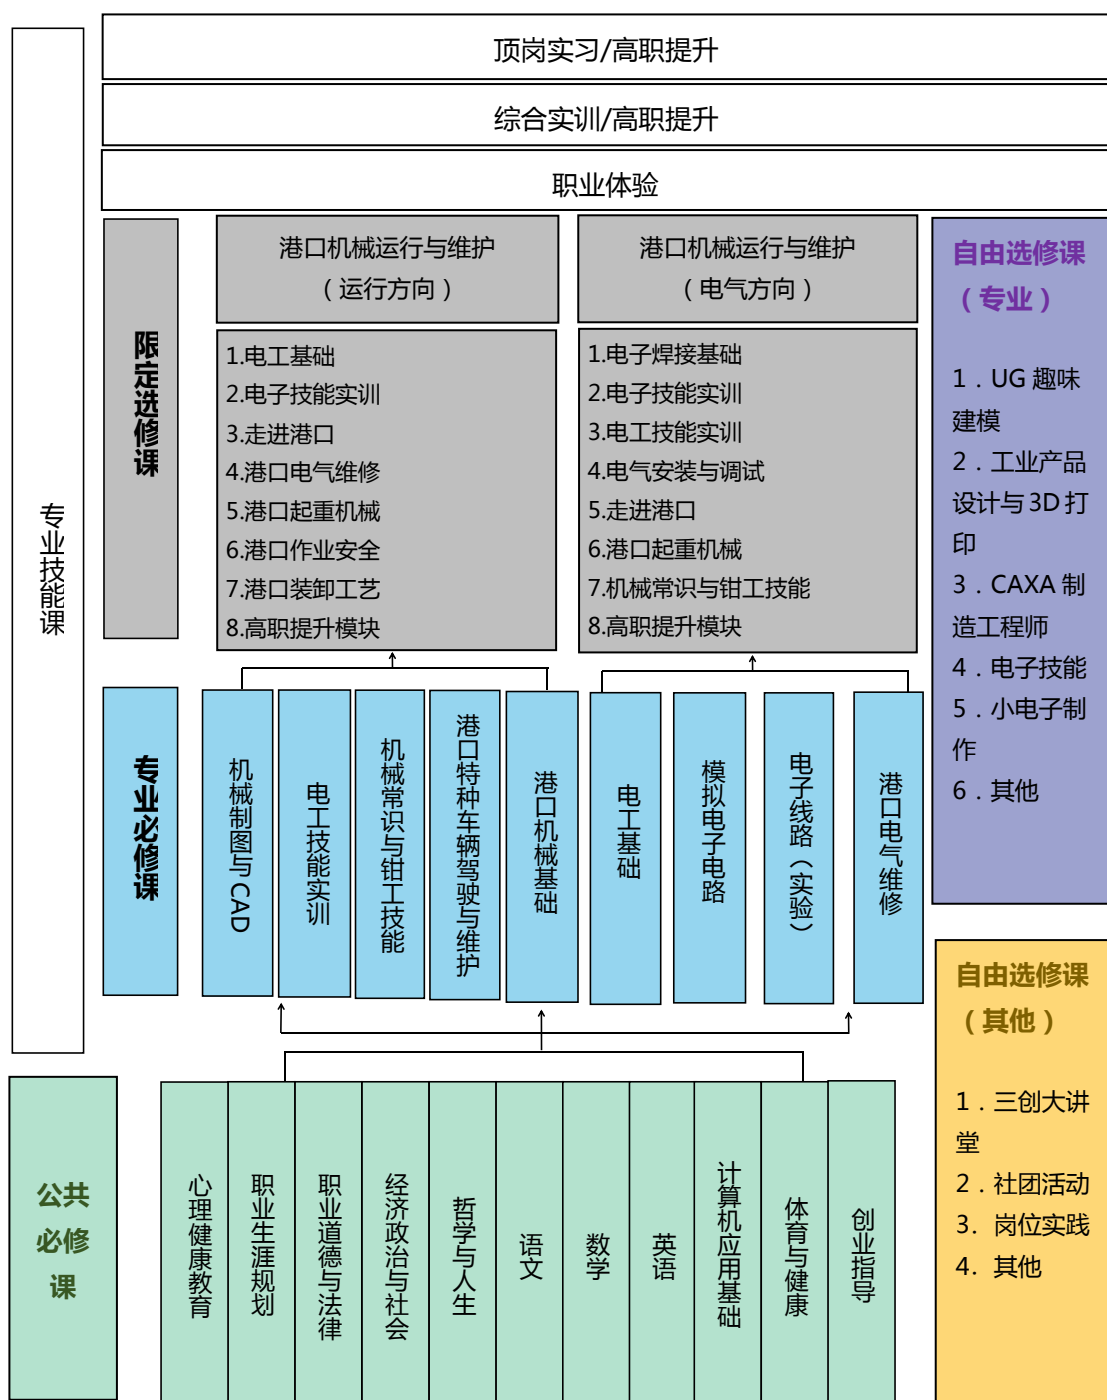 顶岗实习/高职提升
综合实训/高职提升
职业体验
专业技能课
限定选修课
港口机械运行与维护
（运行方向）
1.电工基础
2.电子技能实训
3.走进港口
4.港口电气维修
5.港口起重机械
6.港口作业安全
7.港口装卸工艺
8.高职提升模块
港口机械运行与维护
（电气方向）
1.电子焊接基础
2.电子技能实训
3.电工技能实训
4.电气安装与调试
5.走进港口
6.港口起重机械
7.机械常识与钳工技能
8.高职提升模块
自由选修课
（专业）
1．UG 趣味
建模
2．工业产品
设计与 3D 打
印
3．CAXA 制
造工程师
4．电子技能
5．小电子制
作
6．其他
专业必修课
机械制图与 CAD
电工技能实训
机械常识与钳工技能
港口特种车辆驾驶与维护
港口机械基础
电工基础
模拟电子电路
电子线路（实验）
港口电气维修
自由选修课
（其他）
1．三创大讲
堂
2．社团活动
3. 岗位实践
4. 其他
公共
必修
课
心理健康教育
职业生涯规划
职业道德与法律
经济政治与社会
哲学与人生
语文
数学
英语
计算机应用基础
体育与健康
创业指导